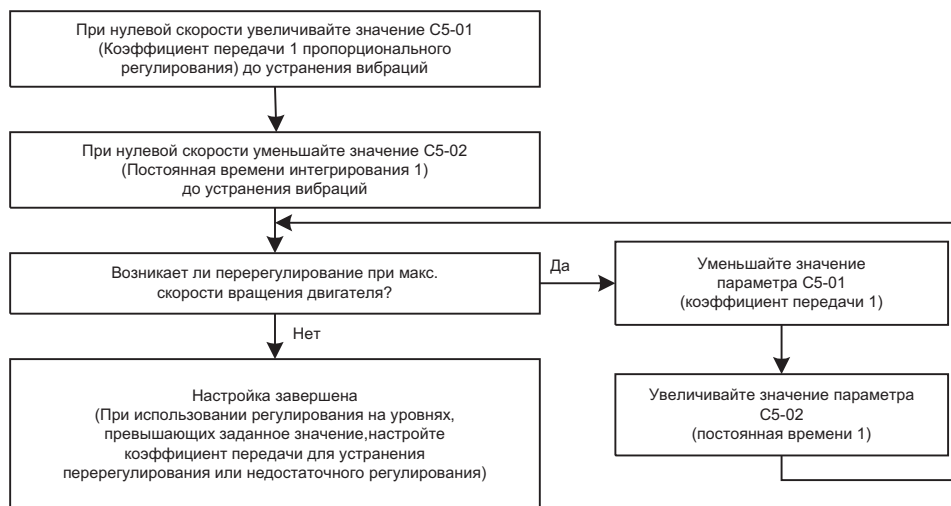 При нулевой скорости увеличивайте значение C5-01
(Коэффициент передачи 1 пропорционального
регулирования) до устранения вибраций
При нулевой скорости уменьшайте значение C5-02
(Постоянная времени интегрирования 1)
до устранения вибраций
Возникает ли перерегулирование при макс.
скорости вращения двигателя?
Да
Уменьшайте значение
параметра C5-01
(коэффициент передачи 1)
Нет
Настройка завершена
(При использовании регулирования на уровнях,
превышающих заданное значение,настройте
коэффициент передачи для устранения
перерегулирования или недостаточного регулирования)
Увеличивайте значение параметра
C5-02
(постоянная времени 1)